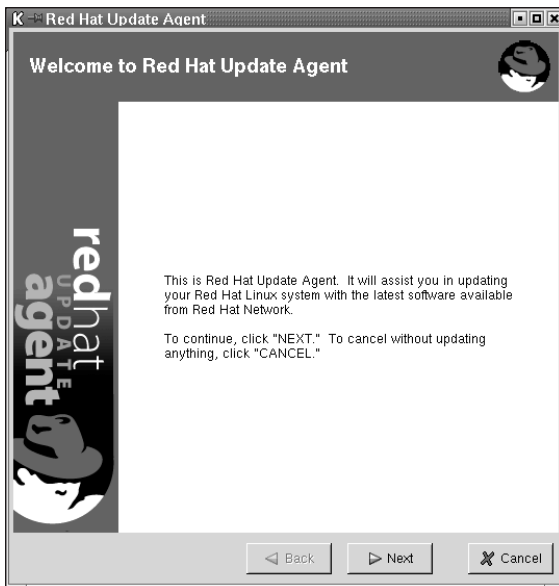 K Red Hat Update Agent
Welcome to Red Hat Update Agent
redhat
UPDATE
agent
This is Red Hat Update Agent.  It will assist you in updating
your Red Hat Linux system with the latest software available
from Red Hat Network.
To continue, click "NEXT."  To cancel without updating
anything, click "CANCEL."
Back
Next
Cancel